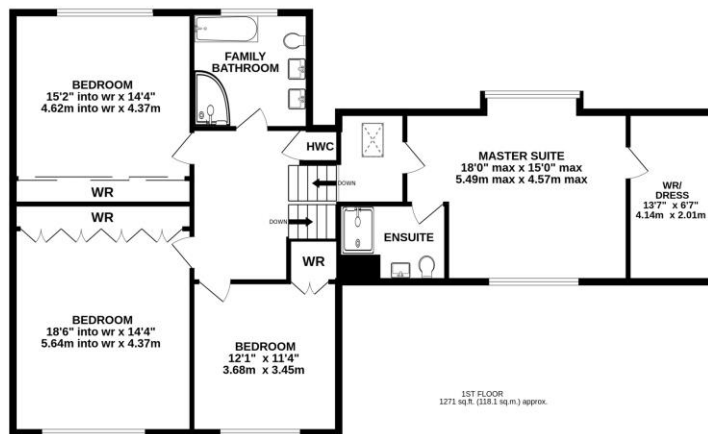 BEDROOM
15'2" into wr x 14'4"
4.62m into wr x 4.37m
WR
FAMILY
BATHROOM
HWC
DOWN
DOWN
MASTER SUITE
18'0" max x 15'0" max
5.49m max x 4.57m max
WR/
DRESS
13'7" x 6'7"
4.14m x 2.01m
WR
ENSUITE
WR
BEDROOM
18'6" into wr x 14'4"
5.64m into wr x 4.37m
BEDROOM
12'1" x 11'4"
3.68m x 3.45m
1ST FLOOR
1271 sq.ft. (118.1 sq.m.) approx.